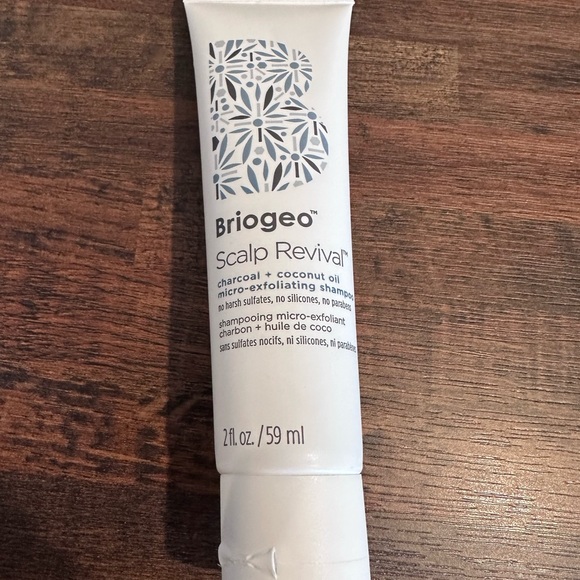 B
Briogeo™
Scalp Revival™
charcoal + coconut oil
micro-exfoliating shampoo
no harsh sulfates, no silicones, no parabens
shampooing micro-exfoliant
charbon + huile de coco
sans sulfates nocifs, ni silicones, ni parabènes
2 fl. oz. / 59 ml